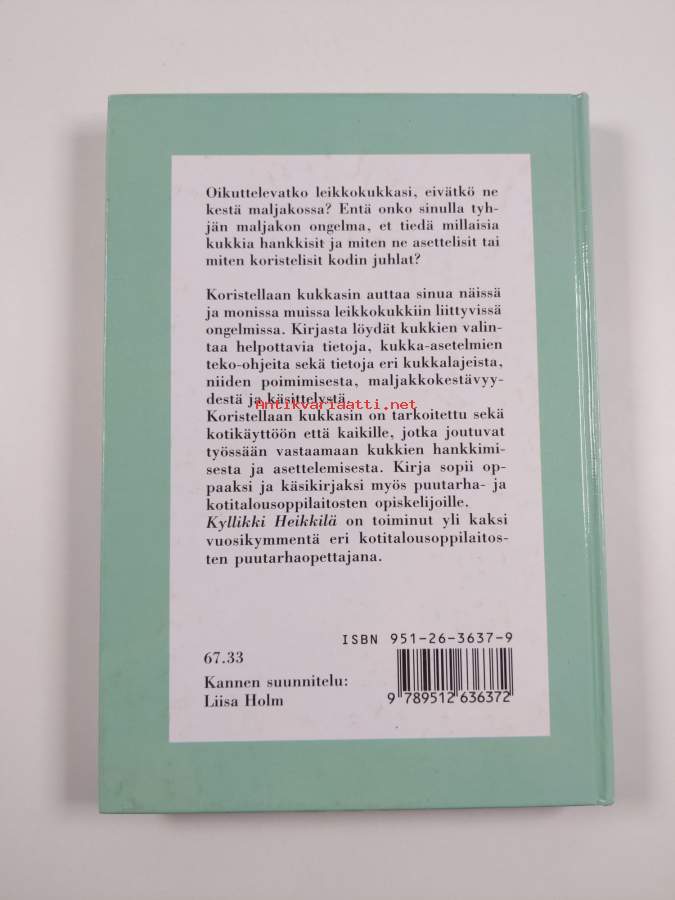 Oikuttelevatko leikkokukkasi, eivätkö ne
kestä maljakossa? Entä onko sinulla tyh-
jän maljakon ongelma, et tiedä millaisia
kukkia hankkisit ja miten ne asettelisit tai
miten koristelisit kodin juhlat?
Koristellaan kukkasin auttaa sinua näissä
ja monissa muissa leikkokukkiin liittyvissä
ongelmissa. Kirjasta löydät kukkien valin-
taa helpottavia tietoja, kukka-asetelmien
teko-ohjeita sekä tietoja eri kukkalajeista,
niiden poimimisesta, maljakkokestävyy-
destä ja käsittelystä.
Antikvariaatti.net
Koristellaan kukkasin on tarkoitettu sekä
kotikäyttöön että kaikille, jotka joutuvat
työssään vastaamaan kukkien hankkimi-
sesta ja asettelemisesta. Kirja sopii op-
paaksi ja käsikirjaksi myös puutarha- ja
kotitalousoppilaitosten opiskelijoille.
Kyllikki Heikkilä on toiminut yli kaksi
vuosikymmentä eri kotitalousoppilaitos-
ten puutarhaopettajana.
ISBN 951-26-3637-9
67.33
Kannen suunnitelu:
Liisa Holm
9 789512 636372